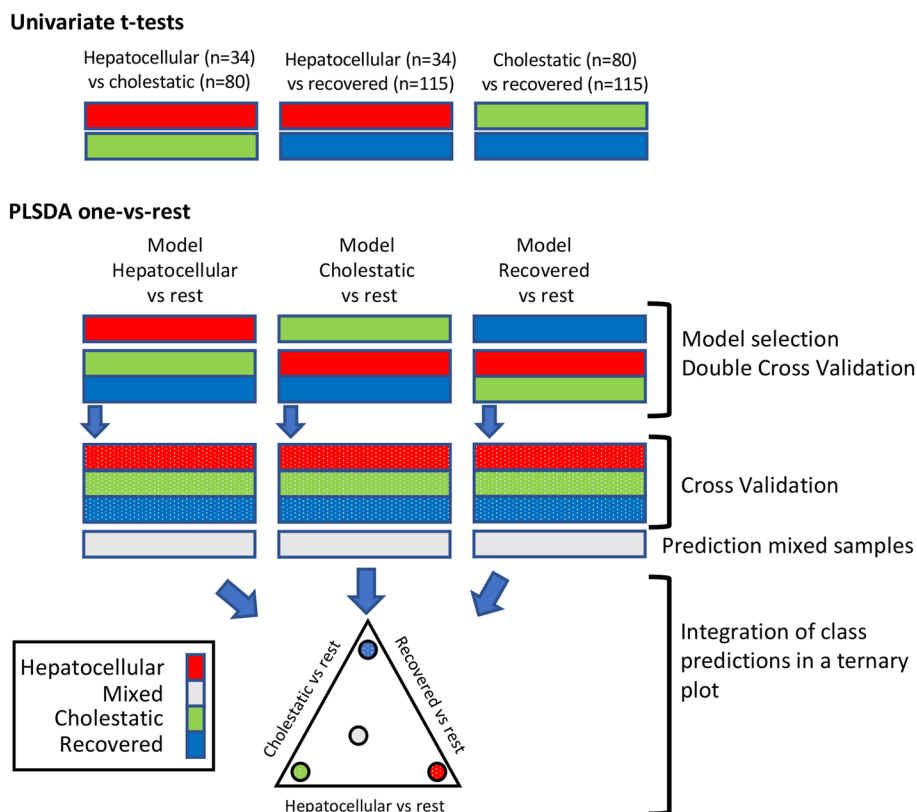 Univariate t-tests
Hepatocellular (n=34)
vs cholestatic (n=80)
Hepatocellular (n=34)
vs recovered (n=115)
Cholestatic (n=80)
vs recovered (n=115)
PLSDA one-vs-rest
Model
Hepatocellular
vs rest
Model
Cholestatic
vs rest
Model
Recovered
vs rest
Model selection
Double Cross Validation
Cross Validation
Prediction mixed samples
Integration of class
predictions in a ternary
plot
Hepatocellular
Mixed
Cholestatic
Recovered
Cholestatic vs rest
Recovered vs rest
Hepatocellular vs rest